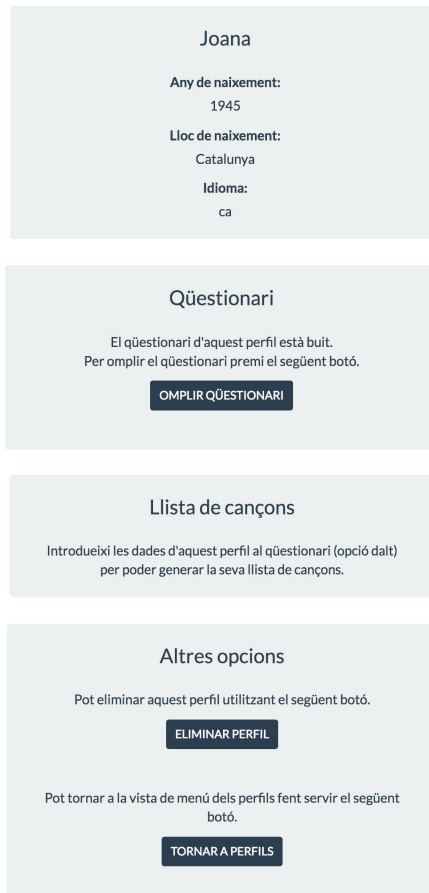 Joana
Any de naixement:
1945
Lloc de naixement:
Catalunya
Idioma:
ca
Qüestionari
El qüestionari d'aquest perfil està buit.
Per omplir el qüestionari premi el següent botó.
OMPLIR QÜESTIONARI
Llista de cançons
Introdueixi les dades d'aquest perfil al qüestionari (opció dalt)
per poder generar la seva llista de cançons.
Altres opcions
Pot eliminar aquest perfil utilitzant el següent botó.
ELIMINAR PERFIL
Pot tornar a la vista de menú dels perfils fent servir el següent
botó.
TORNAR A PERFILS